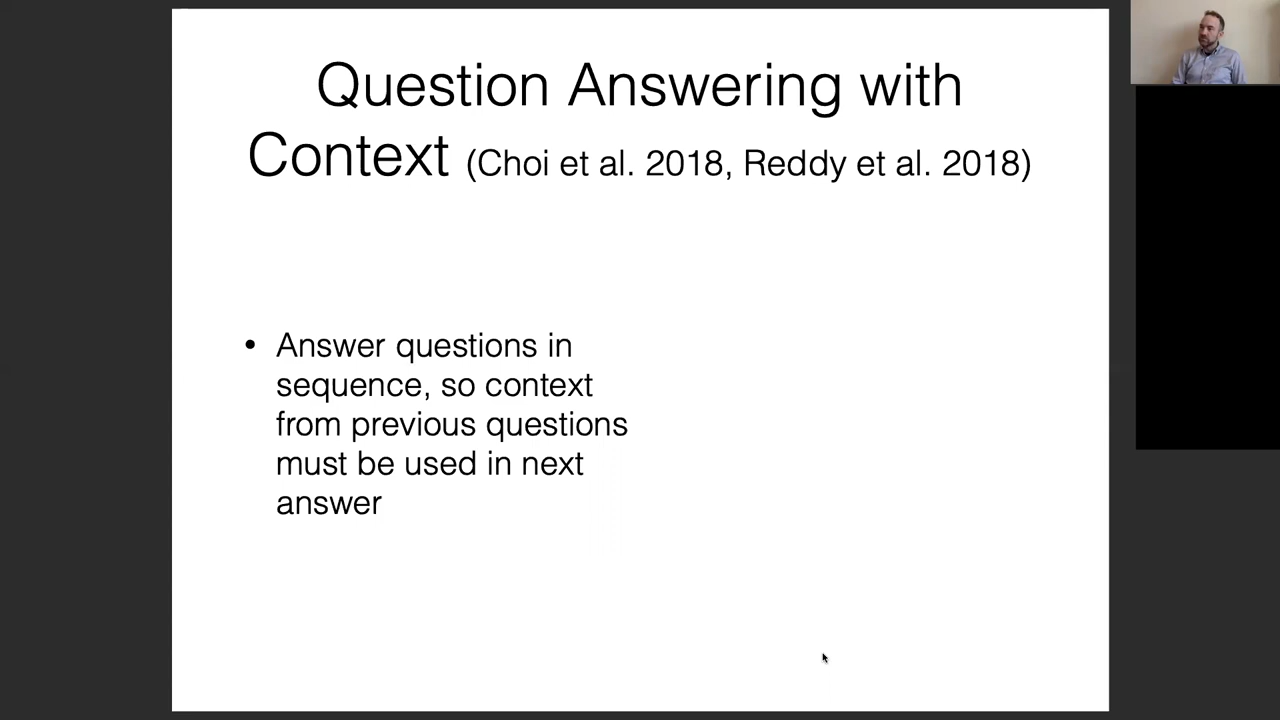 Question Answering with
Context (Choi et al. 2018, Reddy et al. 2018)
• Answer questions in
sequence, so context
from previous questions
must be used in next
answer